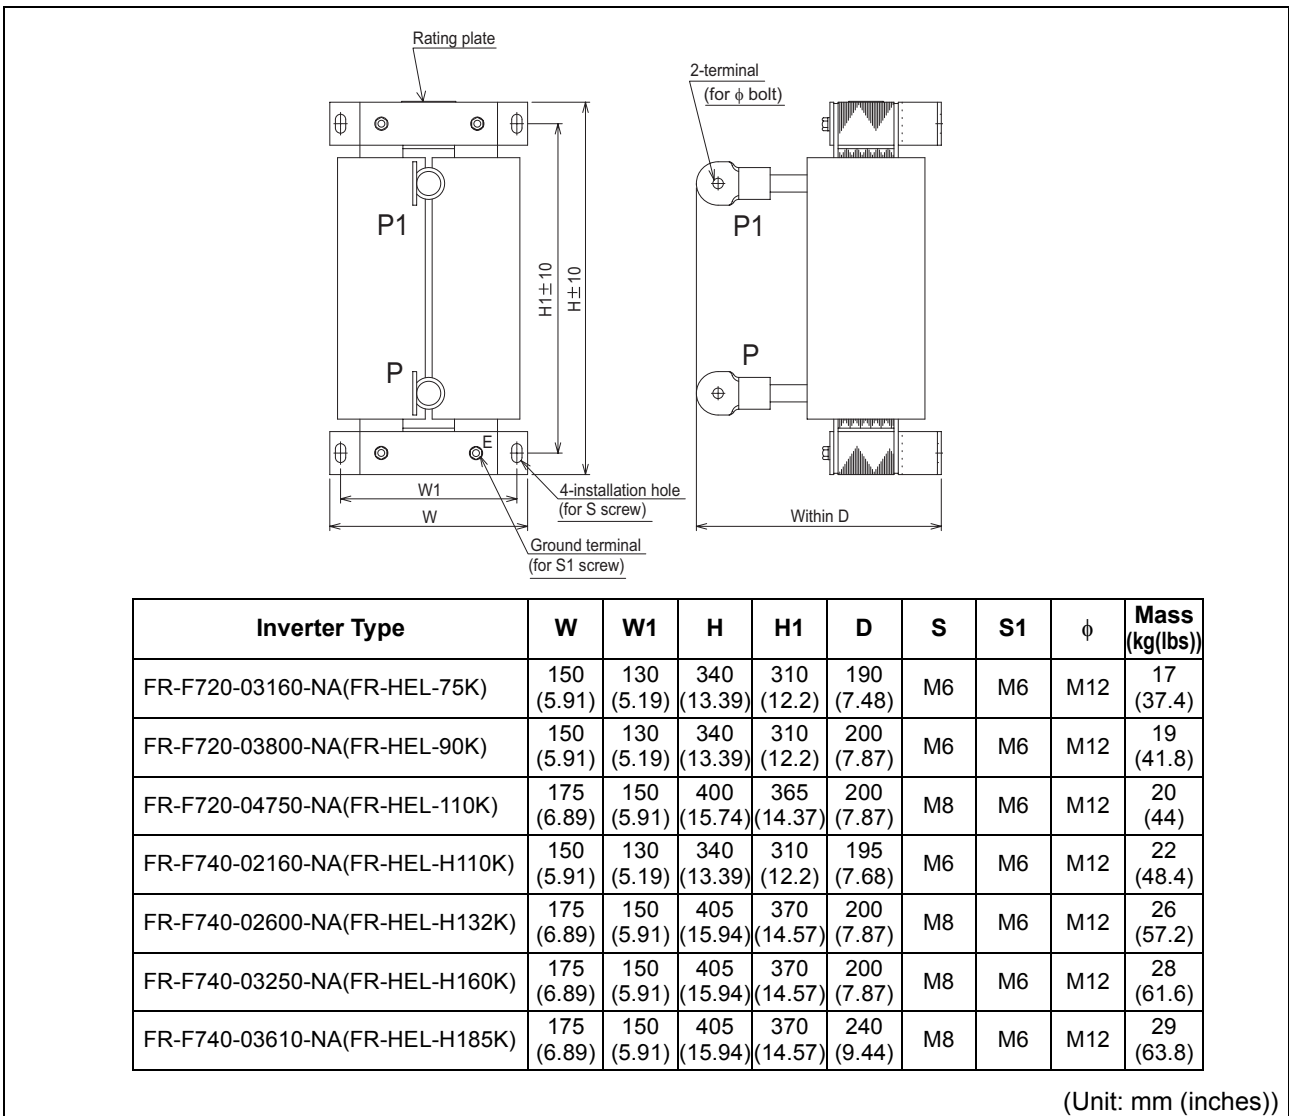 Rating plate
2-terminal
(for ϕ bolt)
P1
P1
H1±10
H±10
P
P
E
W1
W
4-installation hole
(for S screw)
Within D
Ground terminal
(for S1 screw)
Inverter Type W W1 H H1 D S S1 ϕ Mass (kg(lbs))
FR-F720-03160-NA(FR-HEL-75K) 150 (5.91) 130 (5.19) 340 (13.39) 310 (12.2) 190 (7.48) M6 M6 M12 17 (37.4)
FR-F720-03800-NA(FR-HEL-90K) 150 (5.91) 130 (5.19) 340 (13.39) 310 (12.2) 200 (7.87) M6 M6 M12 19 (41.8)
FR-F720-04750-NA(FR-HEL-110K) 175 (6.89) 150 (5.91) 400 (15.74) 365 (14.37) 200 (7.87) M8 M6 M12 20 (44)
FR-F740-02160-NA(FR-HEL-H110K) 150 (5.91) 130 (5.19) 340 (13.39) 310 (12.2) 195 (7.68) M6 M6 M12 22 (48.4)
FR-F740-02600-NA(FR-HEL-H132K) 175 (6.89) 150 (5.91) 405 (15.94) 370 (14.57) 200 (7.87) M8 M6 M12 26 (57.2)
FR-F740-03250-NA(FR-HEL-H160K) 175 (6.89) 150 (5.91) 405 (15.94) 370 (14.57) 200 (7.87) M8 M6 M12 28 (61.6)
FR-F740-03610-NA(FR-HEL-H185K) 175 (6.89) 150 (5.91) 405 (15.94) 370 (14.57) 240 (9.44) M8 M6 M12 29 (63.8)
(Unit: mm (inches))